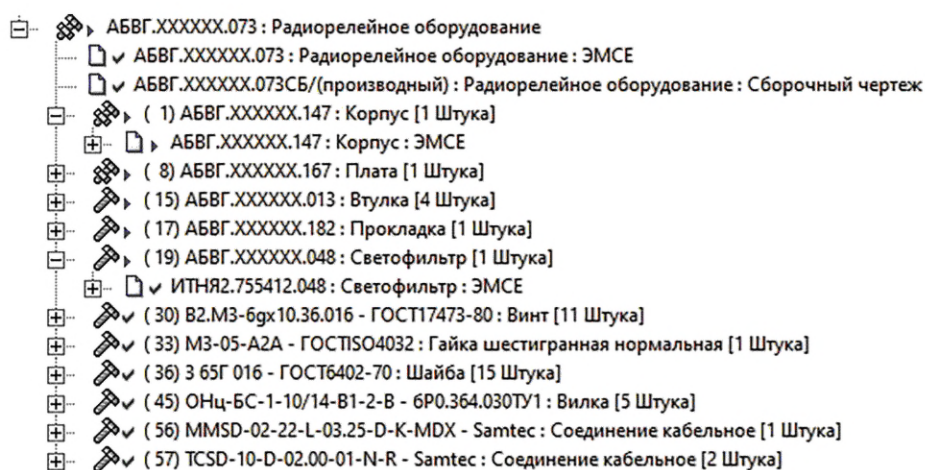 АБВГ.XXXXXX.073 : Радиорелейное оборудование
АБВГ.XXXXXX.073 : Радиорелейное оборудование : ЭМСЕ
АБВГ.XXXXXX.073СБ/(производный) : Радиорелейное оборудование : Сборочный чертеж
( 1) АБВГ.XXXXXX.147 : Корпус [1 Штука]
АБВГ.XXXXXX.147 : Корпус : ЭМСЕ
( 8) АБВГ.XXXXXX.167 : Плата [1 Штука]
( 15) АБВГ.XXXXXX.013 : Втулка [4 Штука]
( 17) АБВГ.XXXXXX.182 : Прокладка [1 Штука]
( 19) АБВГ.XXXXXX.048 : Светофильтр [1 Штука]
ИТНЯ2.755412.048 : Светофильтр : ЭМСЕ
( 30) В2.М3-6gx10.36.016 - ГОСТ17473-80 : Винт [11 Штука]
( 33) М3-05-А2А - ГОСТISO4032 : Гайка шестигранная нормальная [1 Штука]
( 36) 3 65Г 016 - ГОСТ6402-70 : Шайба [15 Штука]
( 45) ОНц-БС-1-10/14-В1-2-В - 6Р0.364.030ТУ1 : Вилка [5 Штука]
( 56) MMSD-02-22-L-03.25-D-K-MDX - Samtec : Соединение кабельное [1 Штука]
( 57) TCSD-10-D-02.00-01-N-R - Samtec : Соединение кабельное [2 Штука]